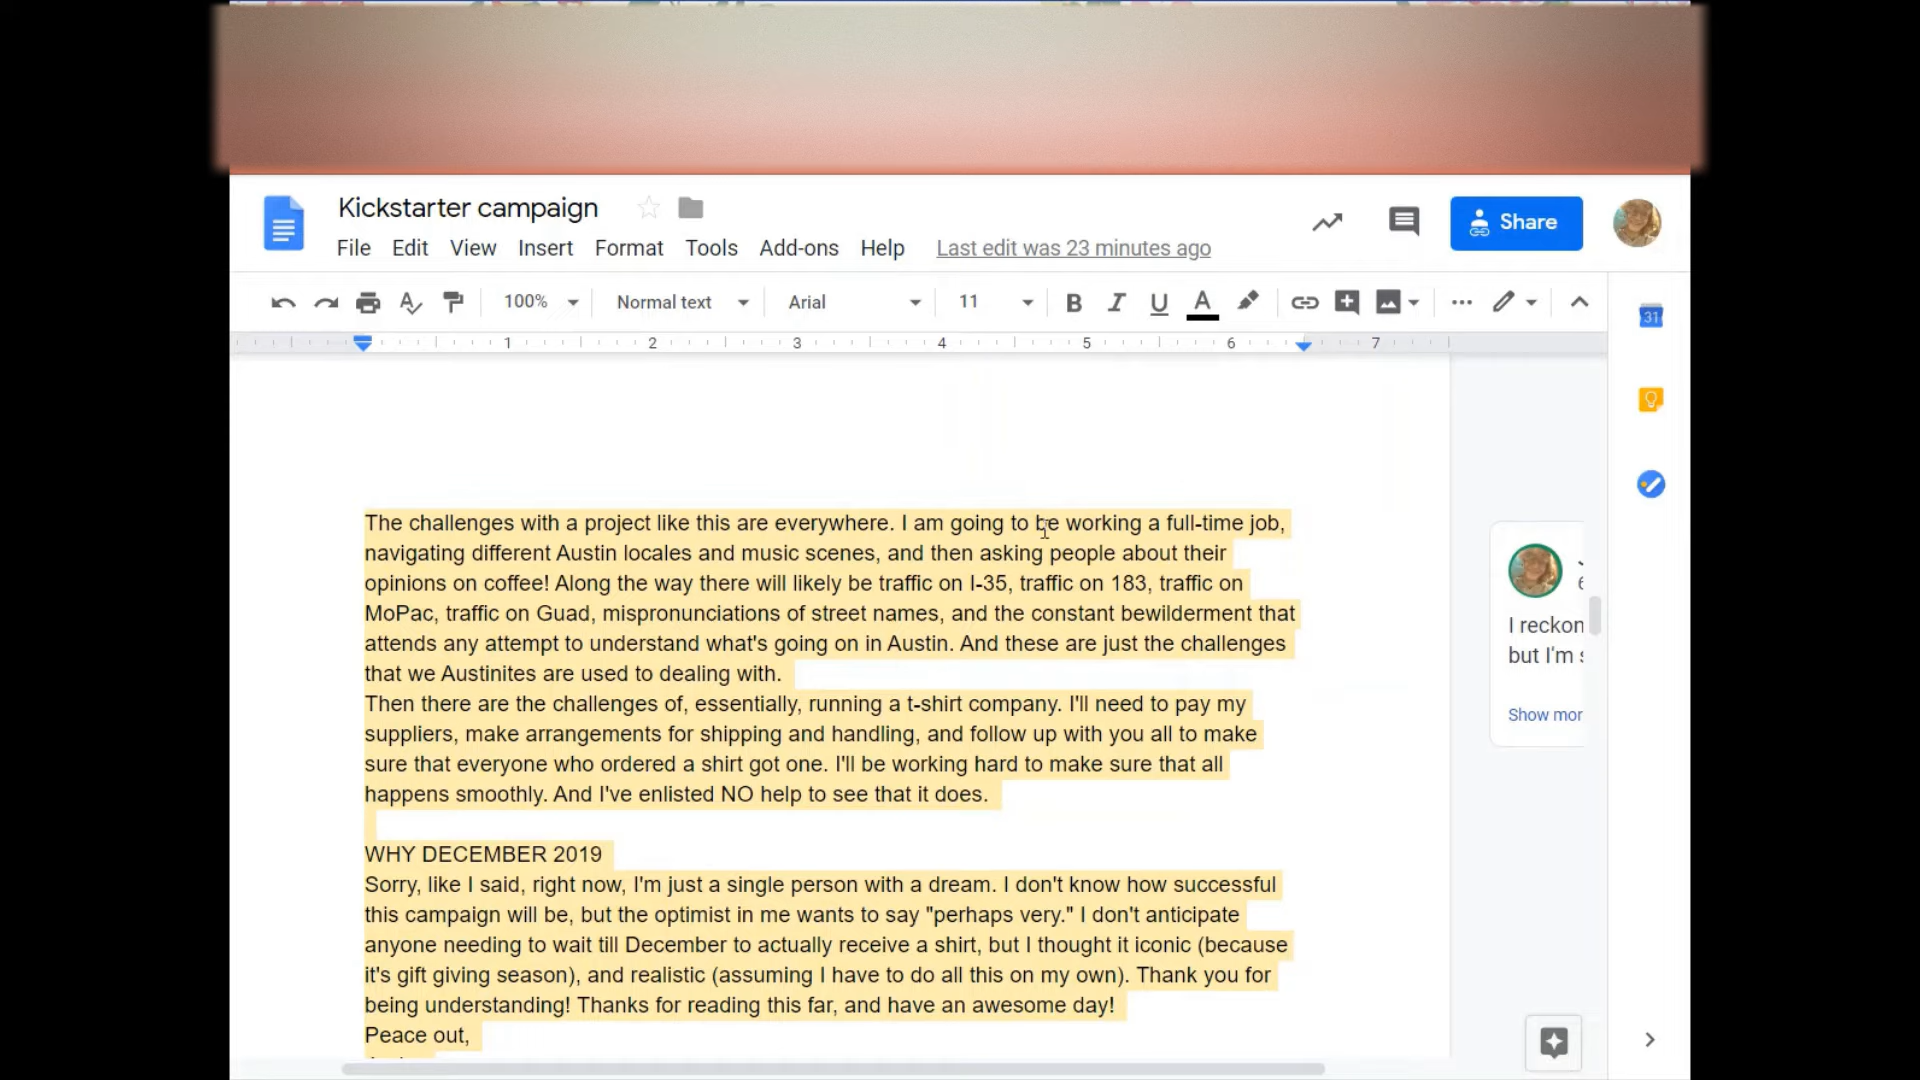 Kickstarter campaign
Share
File Edit View Insert Format Tools Add-ons Help Last edit was 23 minutes ago
100% Normal text Arial 11 B I U A
1 2 3 4 5 6 7
31
The challenges with a project like this are everywhere. I am going to be working a full-time job,
navigating different Austin locales and music scenes, and then asking people about their
opinions on coffee! Along the way there will likely be traffic on I-35, traffic on 183, traffic on
MoPac, traffic on Guad, mispronunciations of street names, and the constant bewilderment that
attends any attempt to understand what's going on in Austin. And these are just the challenges
that we Austinites are used to dealing with.
Then there are the challenges of, essentially, running a t-shirt company. I'll need to pay my
suppliers, make arrangements for shipping and handling, and follow up with you all to make
sure that everyone who ordered a shirt got one. I'll be working hard to make sure that all
happens smoothly. And I've enlisted NO help to see that it does.
WHY DECEMBER 2019
Sorry, like I said, right now, I'm just a single person with a dream. I don't know how successful
this campaign will be, but the optimist in me wants to say "perhaps very." I don't anticipate
anyone needing to wait till December to actually receive a shirt, but I thought it iconic (because
it's gift giving season), and realistic (assuming I have to do all this on my own). Thank you for
being understanding! Thanks for reading this far, and have an awesome day!
Peace out,
I reckon
but I'm
Show mor